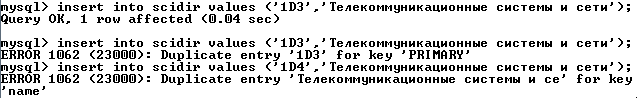 mysql> insert into scidir values ('1D3','Телекоммуникационные системы и сети');
Query OK, 1 row affected (0.04 sec)
mysql> insert into scidir values ('1D3','Телекоммуникационные системы и сети');
ERROR 1062 (23000): Duplicate entry '1D3' for key 'PRIMARY'
mysql> insert into scidir values ('1D4','Телекоммуникационные системы и сети');
ERROR 1062 (23000): Duplicate entry 'Телекоммуникационные системы и се' for key
'name'